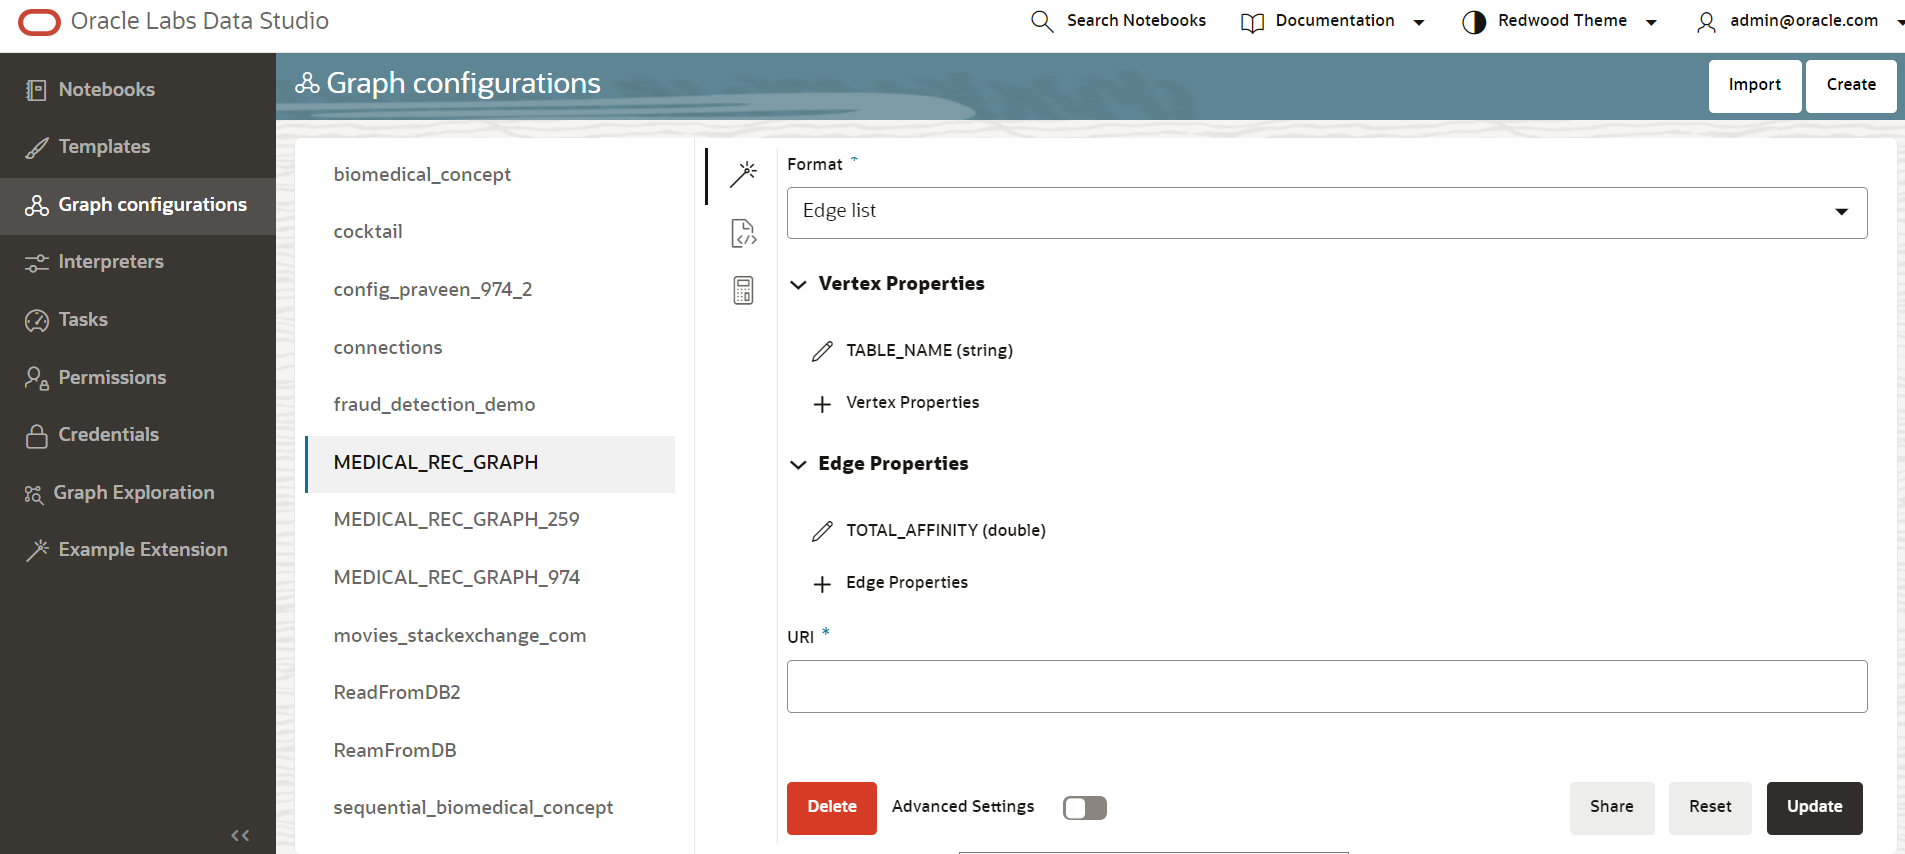 Oracle Labs Data Studio
Search Notebooks
Documentation
Redwood Theme
admin@oracle.com
Notebooks
Templates
Graph configurations
Interpreters
Tasks
Permissions
Credentials
Graph Exploration
Example Extension
Graph configurations
Import
Create
biomedical_concept
cocktail
config_praveen_974_2
connections
fraud_detection_demo
MEDICAL_REC_GRAPH
MEDICAL_REC_GRAPH_259
MEDICAL_REC_GRAPH_974
movies_stackexchange_com
ReadFromDB2
ReamFromDB
sequential_biomedical_concept
Format *
Edge list
Vertex Properties
TABLE_NAME (string)
Vertex Properties
Edge Properties
TOTAL_AFFINITY (double)
Edge Properties
URI *
Delete
Advanced Settings
Share
Reset
Update